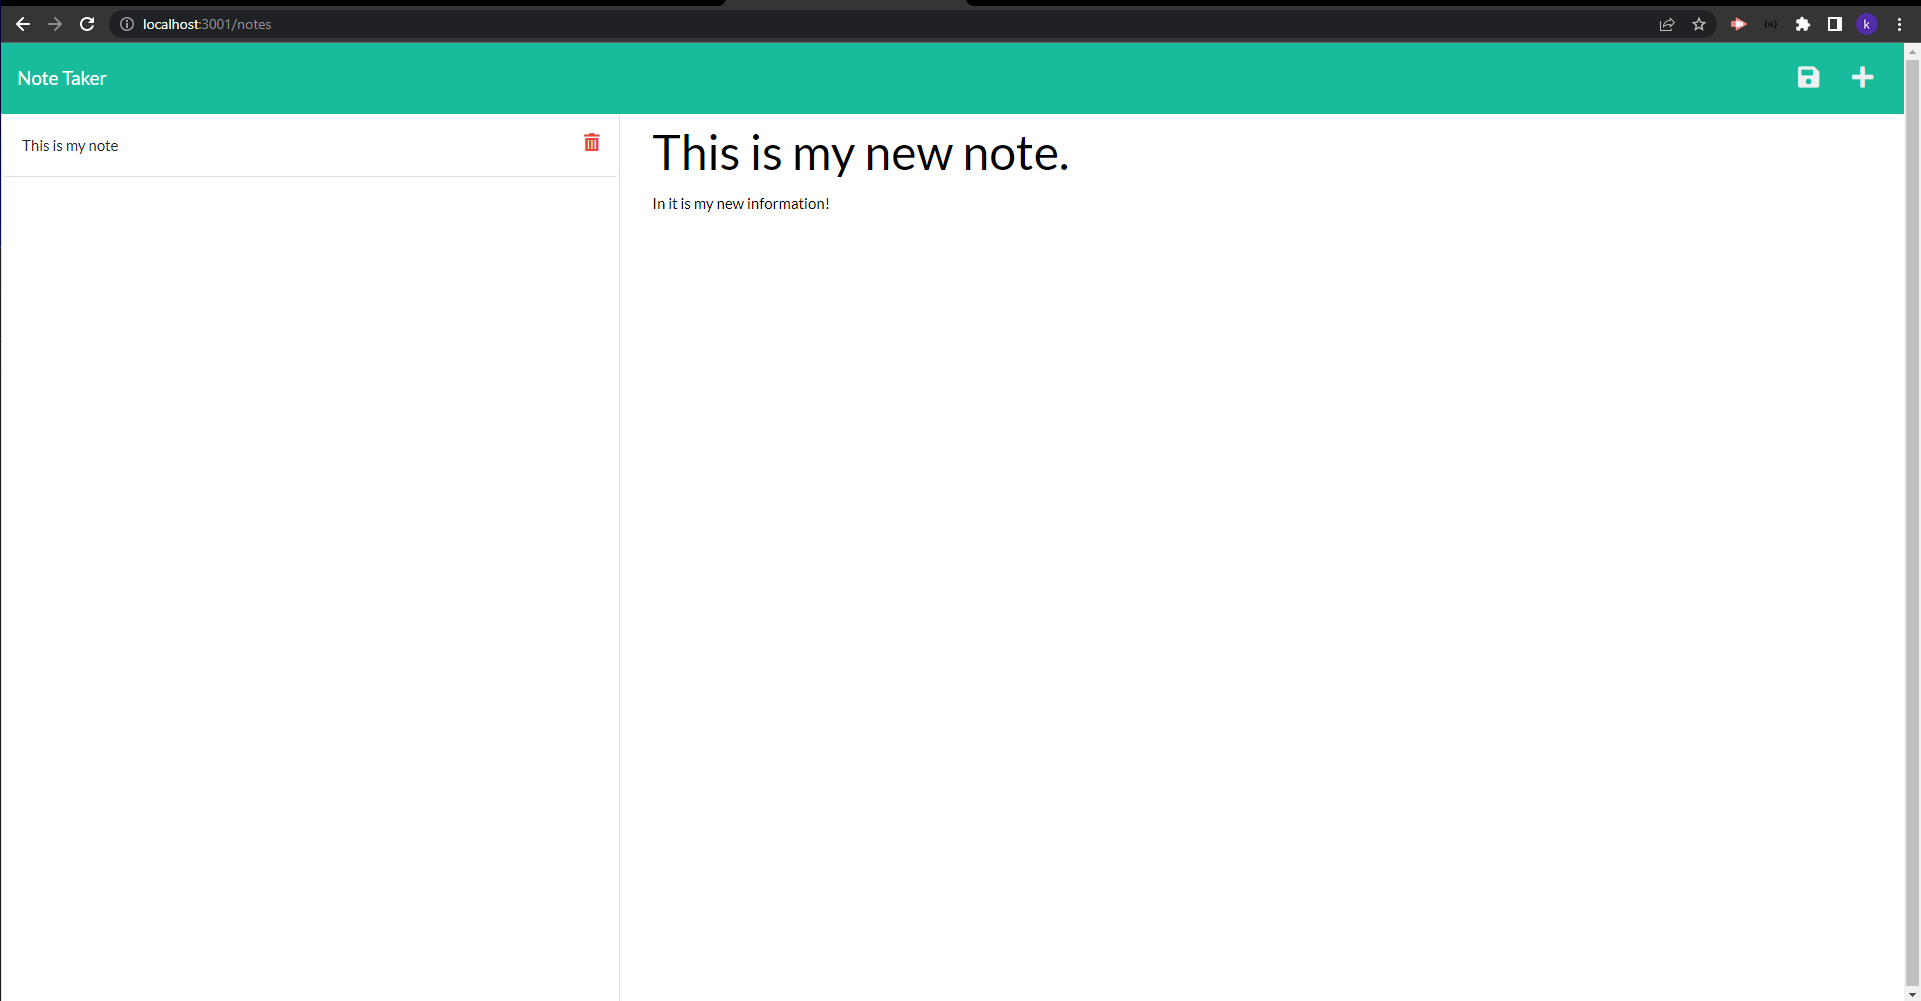 localhost:3001/notes
k
Note Taker
This is my note
This is my new note.
In it is my new information!